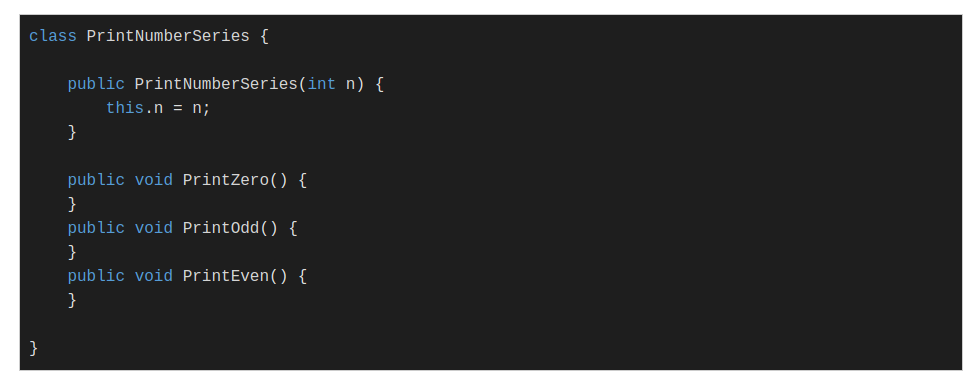 class PrintNumberSeries {
public PrintNumberSeries(int n) {
this.n = n;
}
public void PrintZero() {
}
public void PrintOdd() {
}
public void PrintEven() {
}
}